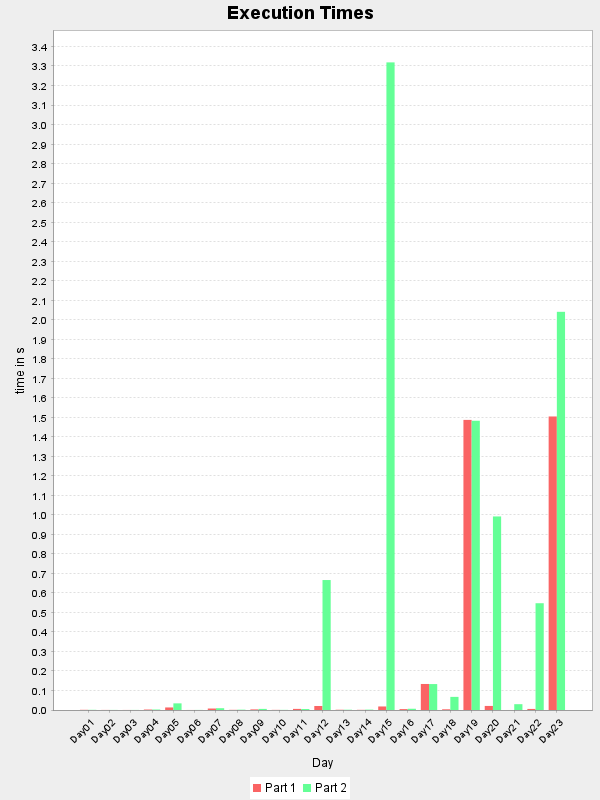 Execution Times
3.4
3.3
3.2
3.1
3.0
2.9
2.8
2.7
2.6
2.5
2.4
2.3
2.2
2.1
2.0
1.9
1.8
1.7
1.6
1.5
1.4
1.3
1.2
1.1
1.0
0.9
0.8
0.7
0.6
0.5
0.4
0.3
0.2
0.1
0.0
time in s
Day01
Day02
Day03
Day04
Day05
Day06
Day07
Day08
Day09
Day10
Day11
Day12
Day13
Day14
Day15
Day16
Day17
Day18
Day19
Day20
Day21
Day22
Day23
Day
Part 1 Part 2